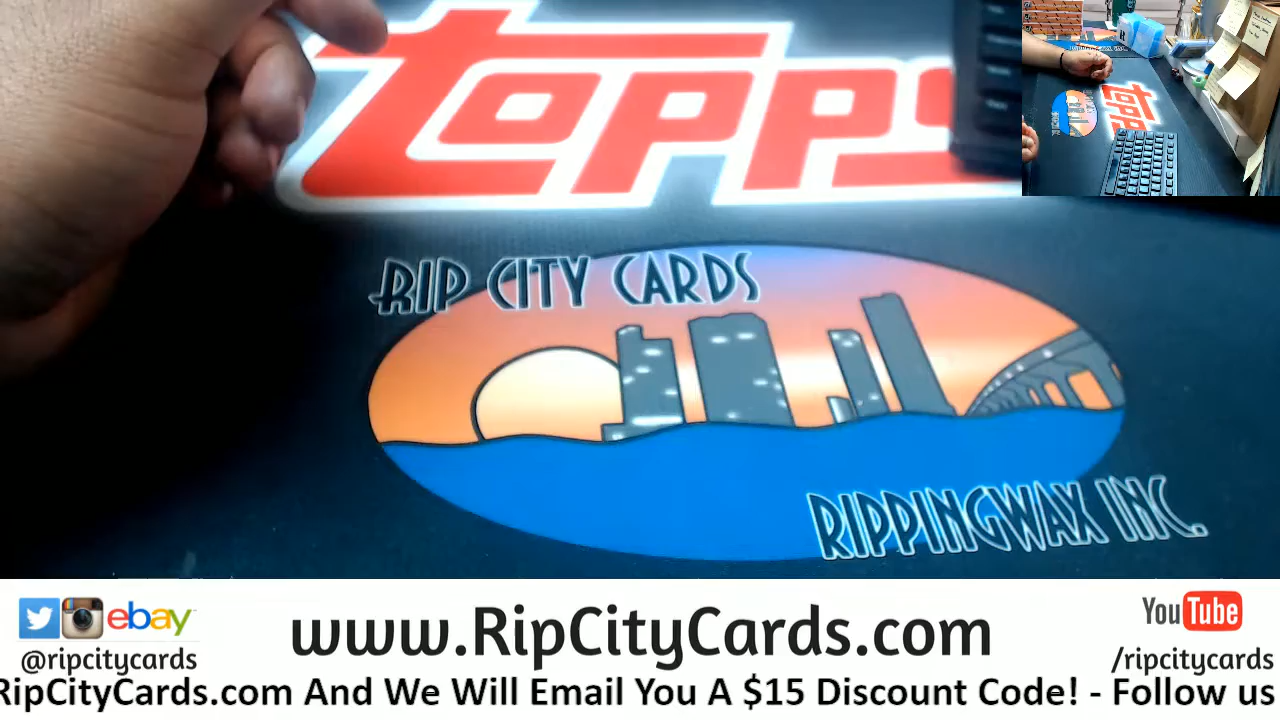 topps
RIP CITY CARDS
RIPPINGWAX INC.
ebay
www.RipCityCards.com
YouTube
@ripcitycards
/ripcitycards
RipCityCards.com And We Will Email You A $15 Discount Code! - Follow us